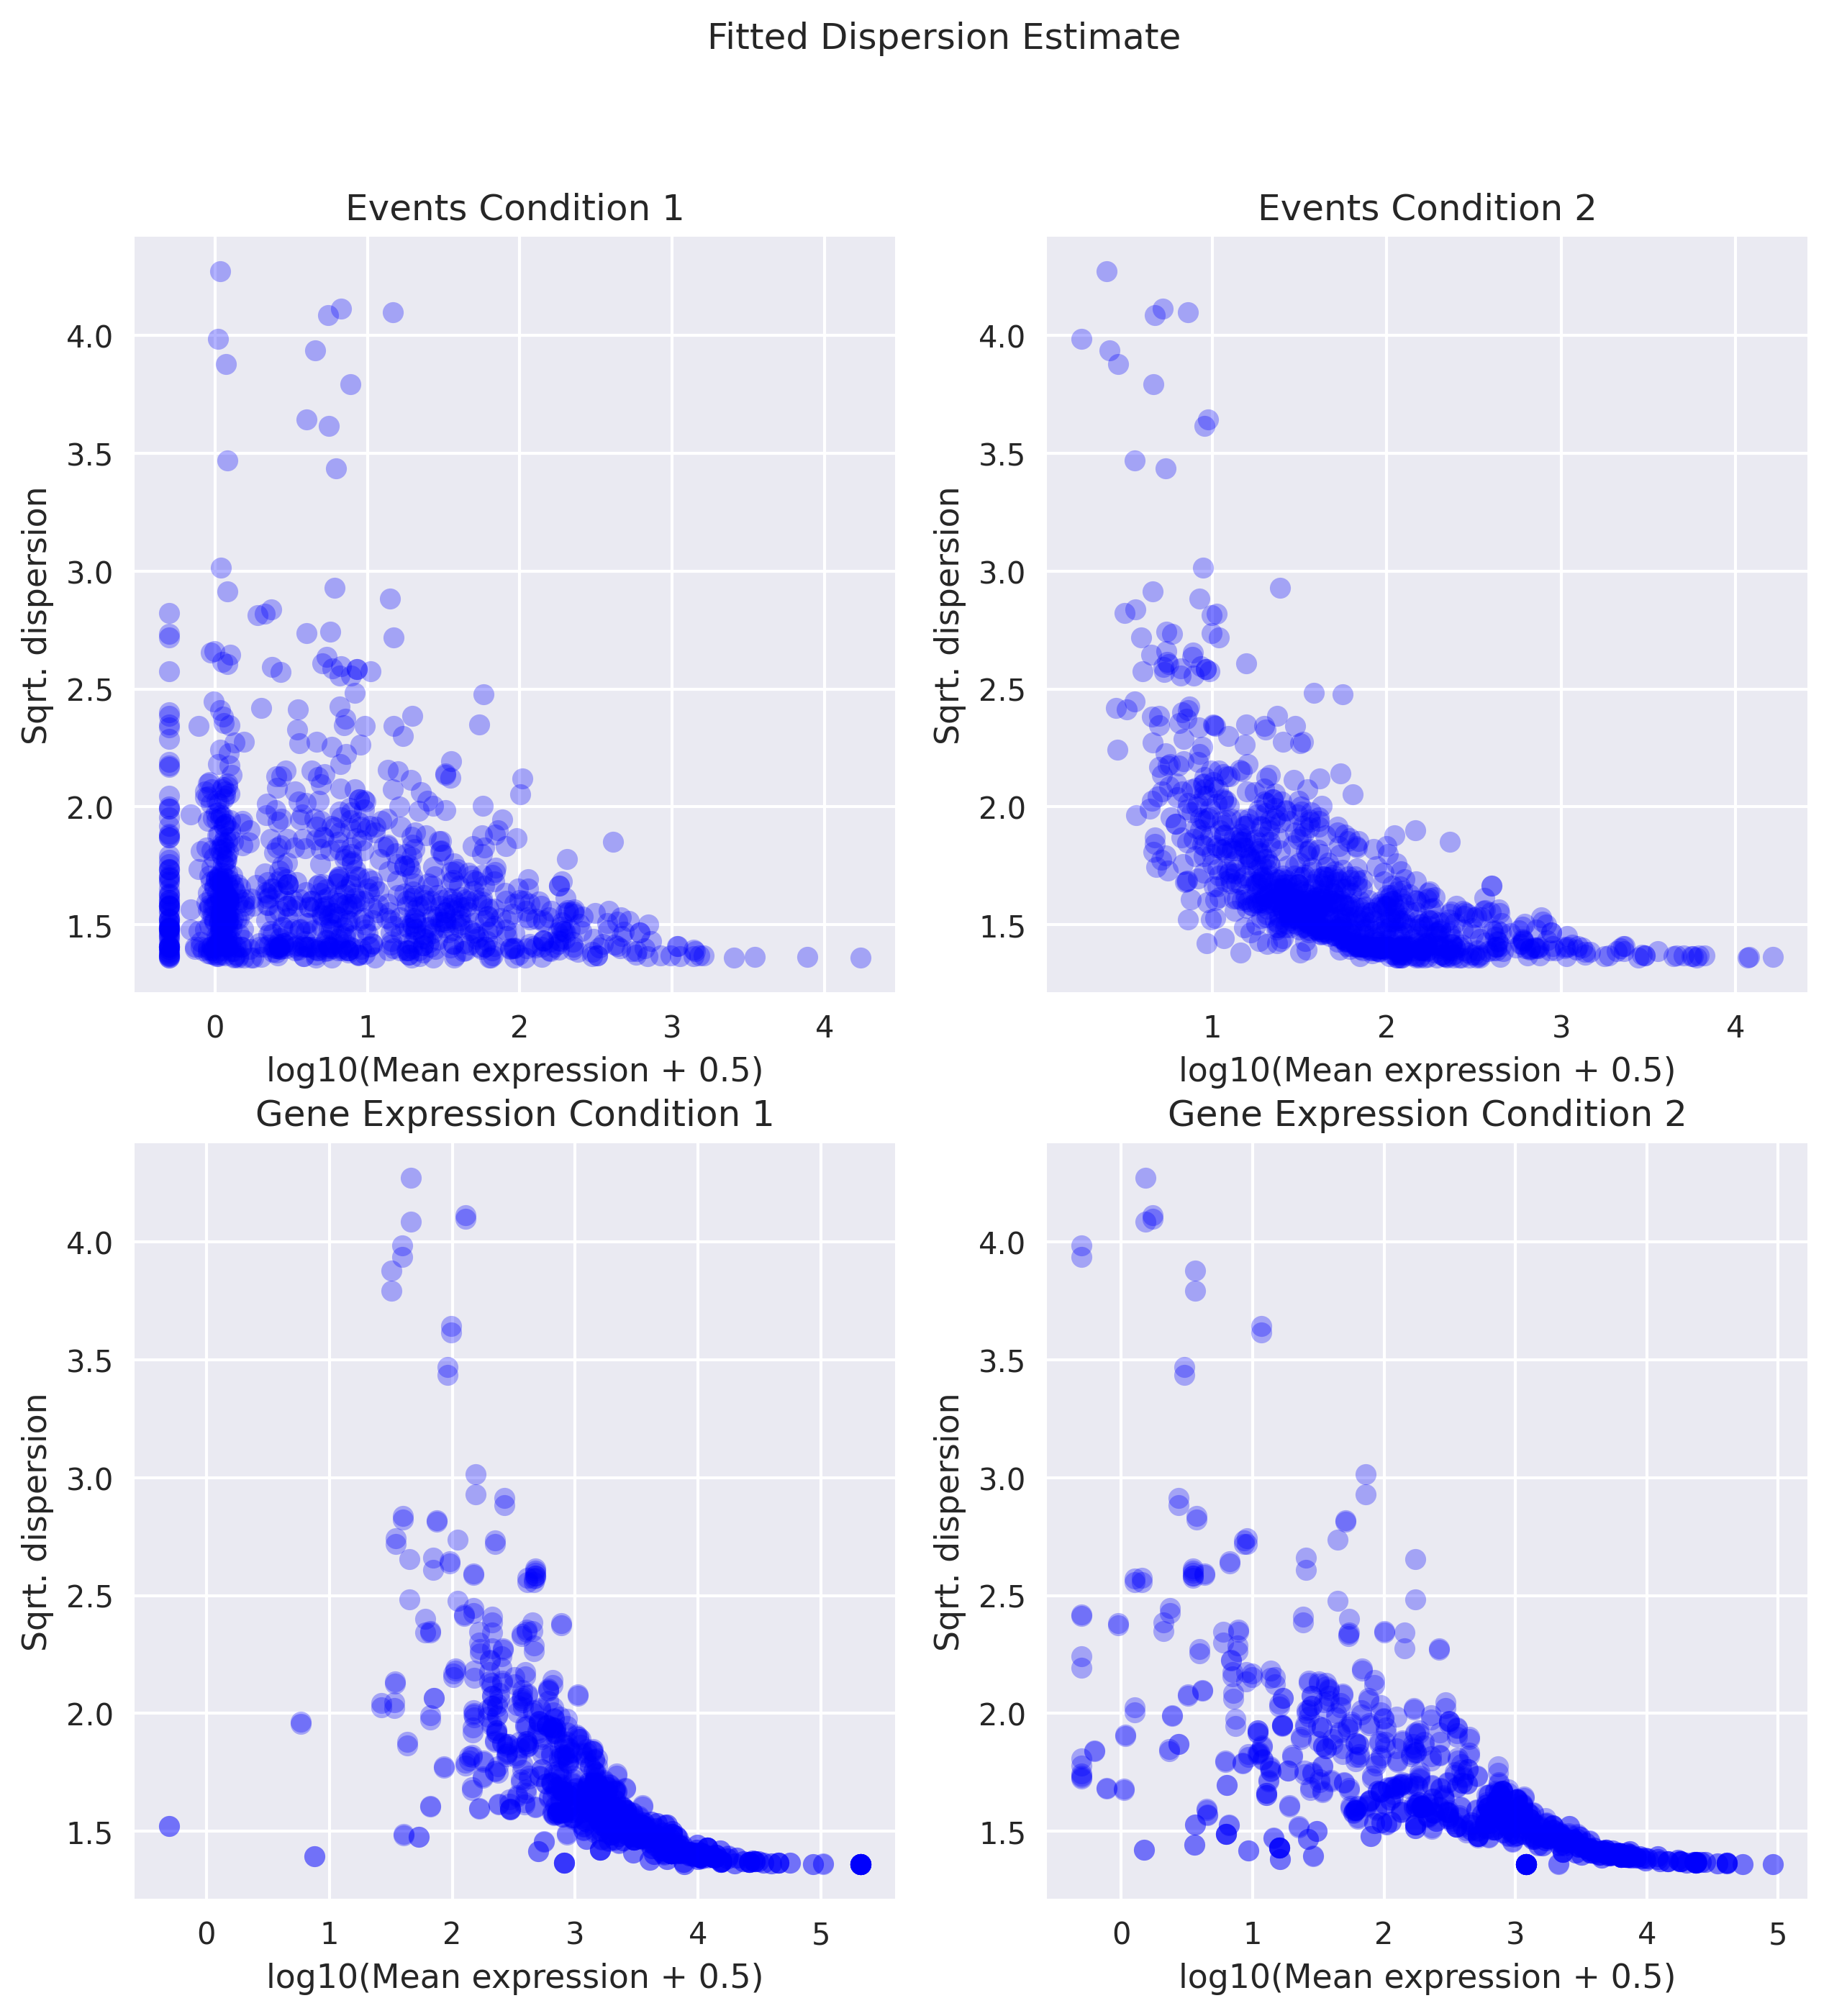 Fitted Dispersion Estimate
Events Condition 1
Events Condition 2
Sqrt. dispersion
4.0
3.5
3.0
2.5
2.0
1.5
0 1 2 3 4
log10(Mean expression + 0.5)
Sqrt. dispersion
4.0
3.5
3.0
2.5
2.0
1.5
1 2 3 4
log10(Mean expression + 0.5)
Gene Expression Condition 1
Gene Expression Condition 2
Sqrt. dispersion
4.0
3.5
3.0
2.5
2.0
1.5
0 1 2 3 4 5
log10(Mean expression + 0.5)
Sqrt. dispersion
4.0
3.5
3.0
2.5
2.0
1.5
0 1 2 3 4 5
log10(Mean expression + 0.5)